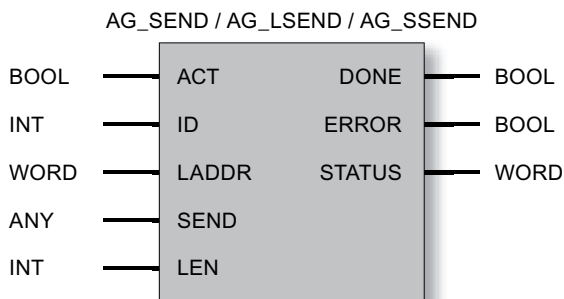 AG_SEND / AG_LSEND / AG_SSEND
BOOL ACT DONE BOOL
INT ID ERROR BOOL
WORD LADDR STATUS WORD
ANY SEND
INT LEN